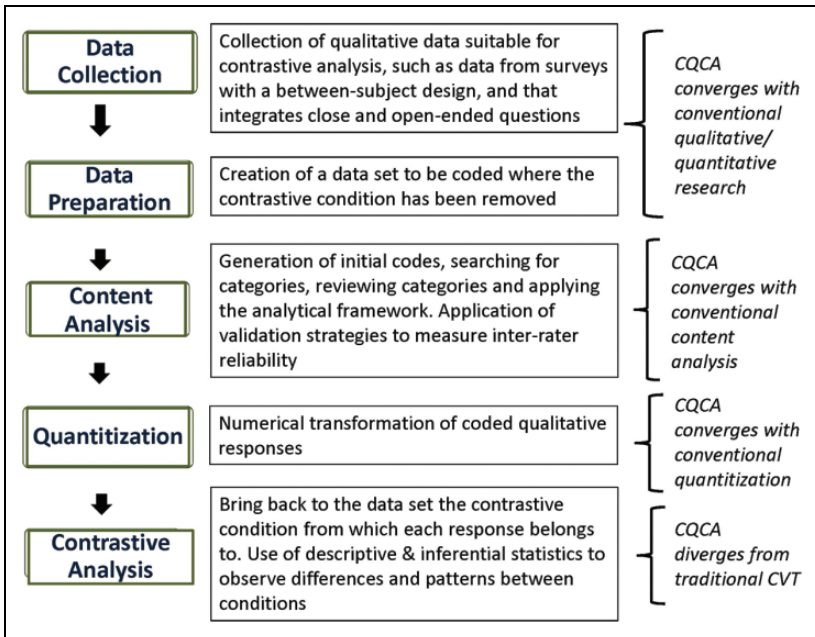 Data
Collection
Collection of qualitative data suitable for
contrastive analysis, such as data from surveys
with a between-subject design, and that
integrates close and open-ended questions
CQCA
converges with
conventional
qualitative/
quantitative
research
Data
Preparation
Creation of a data set to be coded where the
contrastive condition has been removed
Content
Analysis
Generation of initial codes, searching for
categories, reviewing categories and applying
the analytical framework. Application of
validation strategies to measure inter-rater
reliability
CQCA
converges with
conventional
content
analysis
Quantitization
Numerical transformation of coded qualitative
responses
CQCA
converges with
conventional
quantitization
Contrastive
Analysis
Bring back to the data set the contrastive
condition from which each response belongs
to. Use of descriptive & inferential statistics to
observe differences and patterns between
conditions
CQCA
diverges from
traditional CVT